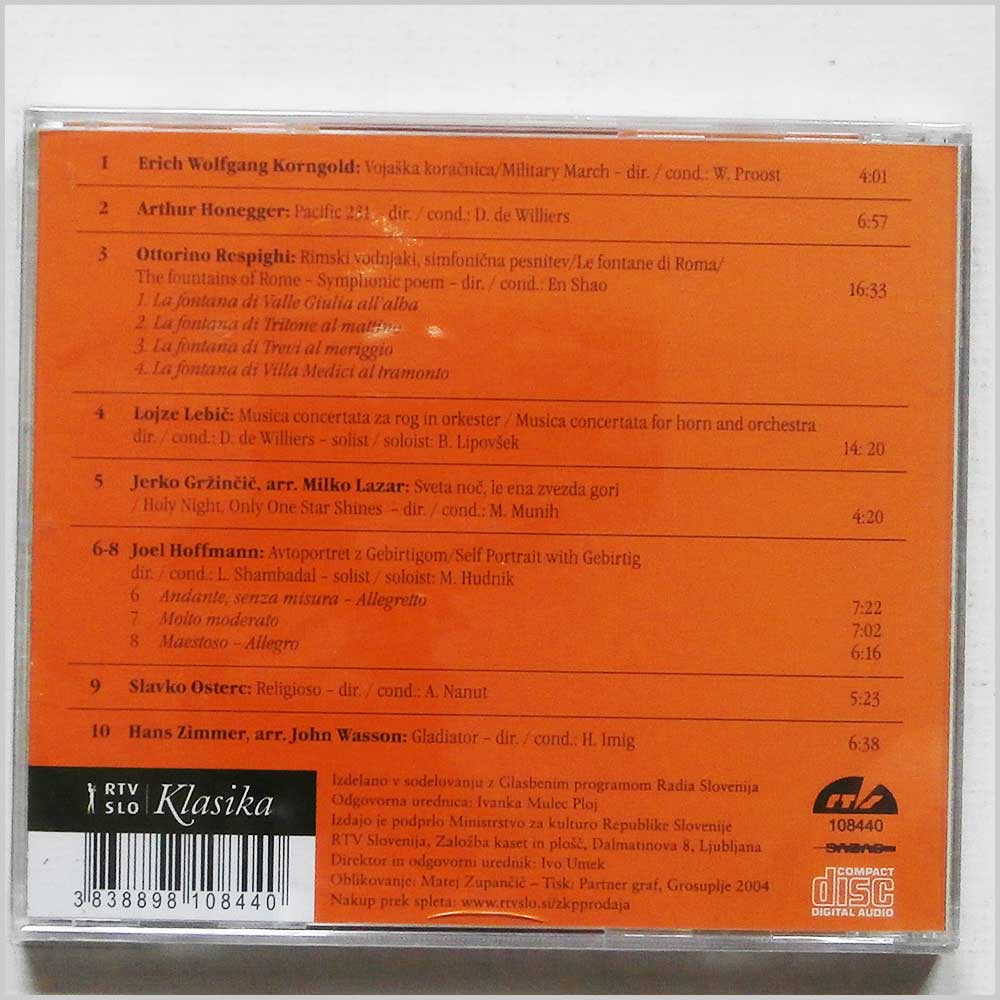 1 Erich Wolfgang Korngold: Vojaška koračnica/Military March – dir. / cond.: W. Proost 4:01
2 Arthur Honegger: Pacific 231 – dir. / cond.: D. de Williers 6:57
3 Ottorino Respighi: Rimski vodnjaki, simfonična pesnitev/Le fontane di Roma/
The fountains of Rome – Symphonic poem – dir. / cond.: En Shao 16:33
1. La fontana di Valle Giulia all'alba
2. La fontana di Tritone al mattino
3. La fontana di Trevi al meriggio
4. La fontana di Villa Medici al tramonto
4 Lojze Lebič: Musica concertata za rog in orkester / Musica concertata for horn and orchestra
dir. / cond.: D. de Williers – solist / soloist: B. Lipovšek 14: 20
5 Jerko Gržinčič, arr. Milko Lazar: Sveta noč, le ena zvezda gori
/ Holy Night, Only One Star Shines – dir. / cond.: M. Munih 4:20
6-8 Joel Hoffmann: Avtoportret z Gebirtigom/Self Portrait with Gebirtig
dir. / cond.: L. Shambadal – solist / soloist: M. Hudnik
6 Andante, senza misura – Allegretto 7:22
7 Molto moderato 7:02
8 Maestoso – Allegro 6:16
9 Slavko Osterc: Religioso – dir. / cond.: A. Nanut 5:23
10 Hans Zimmer, arr. John Wasson: Gladiator – dir. / cond.: H. Imig 6:38
RTV
SLO
Klasika
3 838898 108440
Izdelano v sodelovanju z Glasbenim programom Radia Slovenija
Odgovorna urednica: Ivanka Mulec Ploj
Izdajo je podprlo Ministrstvo za kulturo Republike Slovenije
RTV Slovenija, Založba kaset in plošč, Dalmatinova 8, Ljubljana
Direktor in odgovorni urednik: Ivo Umek
Oblikovanje: Matej Zupančič – Tisk: Partner graf, Grosuplje 2004
Nakup prek spleta: www.rtvslo.si/zkpprodaja
108440
SAZAS
COMPACT
disc
DIGITAL AUDIO